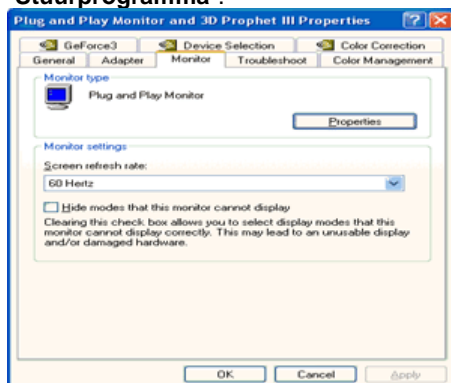 Stuurprogramma".
Plug and Play Monitor and 3D Prophet III Properties
GeForce3 Device Selection Color Correction
General Adapter Monitor Troubleshoot Color Management
Monitor type
Plug and Play Monitor
Properties
Monitor settings
Screen refresh rate:
60 Hertz
Hide modes that this monitor cannot display
Clearing this check box allows you to select display modes that this
monitor cannot display correctly. This may lead to an unusable display
and/or damaged hardware.
OK Cancel Apply